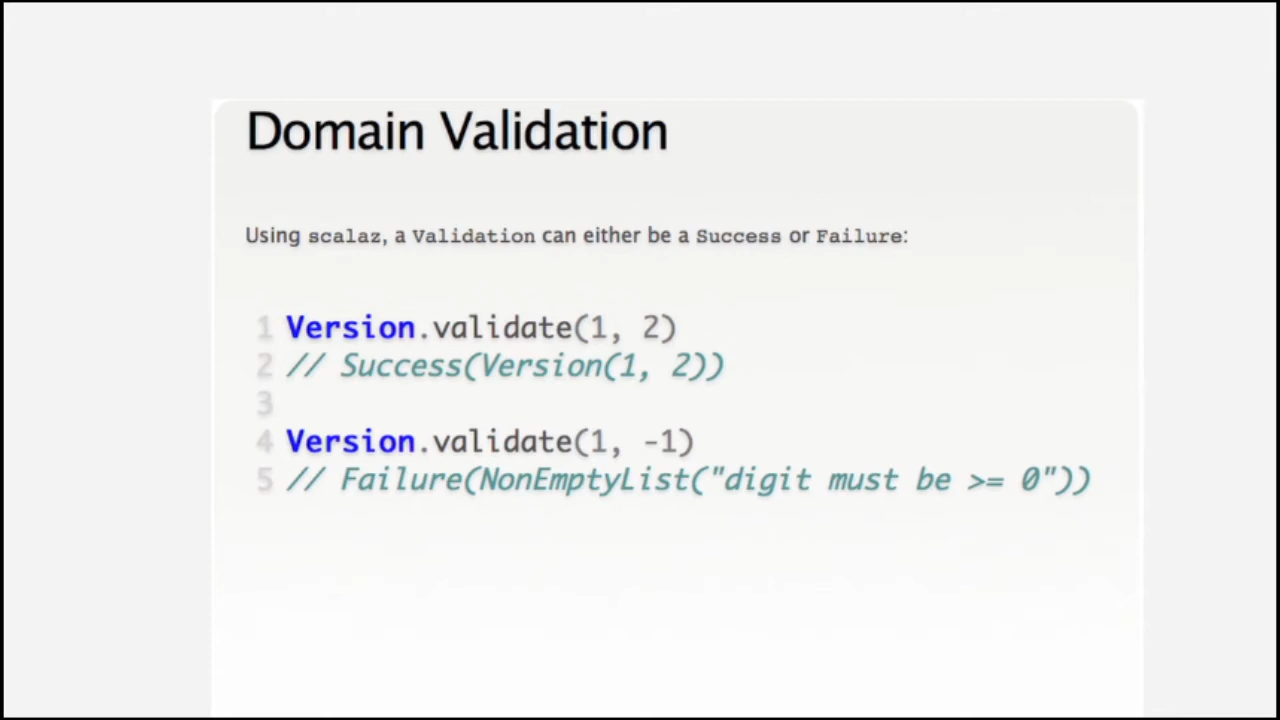 Domain Validation
Using scalaz, a Validation can either be a Success or Failure:
1 Version.validate(1, 2)
2 // Success(Version(1, 2))
3
4 Version.validate(1, -1)
5 // Failure(NonEmptyList("digit must be >= 0"))